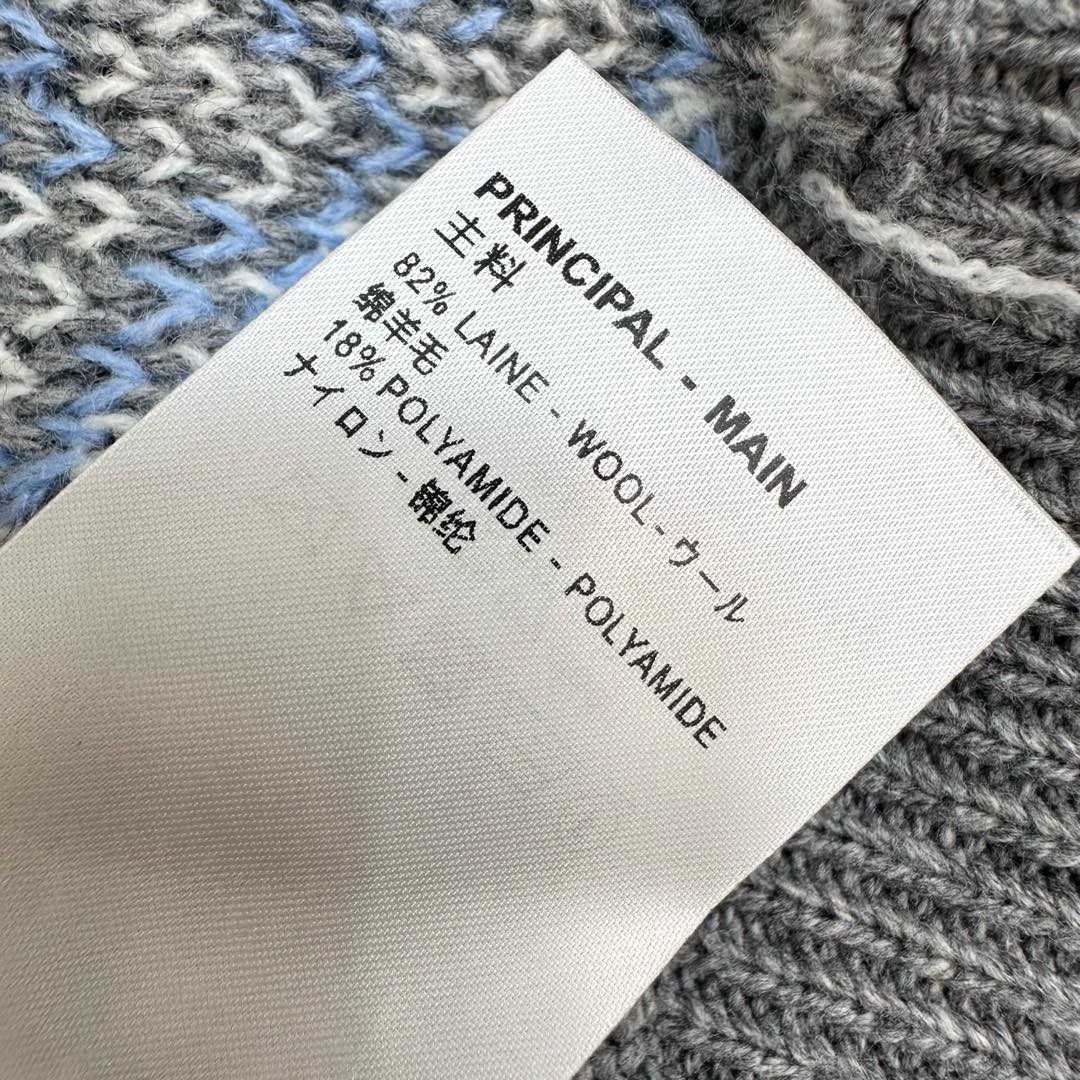 PRINCIPAL - MAIN
主料
82% LAINE - WOOL - ウール
绵羊毛
18% POLYAMIDE - POLYAMIDE
ナイロン - 锦纶